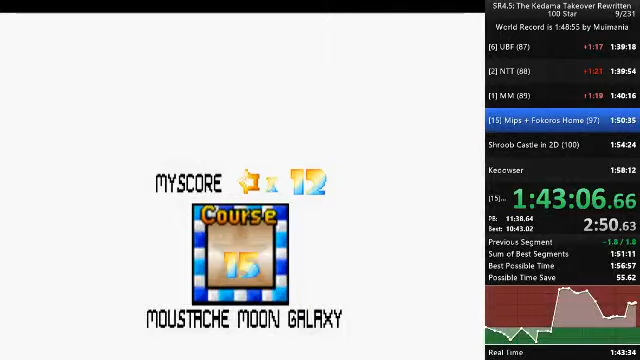 SR4.5: The Kedama Takeover Rewritten
100 Star 9/231
World Record is 1:48:55 by Muimania
[6] UBF (87) +1:17 1:39:18
[2] NTT (88) +1:21 1:39:54
[1] MM (89) +1:19 1:40:16
[15] Mips + Fokoros Home (97) 1:50:35
Shroob Castle in 2D (100) 1:54:24
Kecowser 1:58:12
[15]... 1:43:06.66
PB: 11:38.64
Best: 10:43.02
2:50.63
Previous Segment -1.8 / 1.8
Sum of Best Segments 1:51:11
Best Possible Time 1:56:57
Possible Time Save 55.62
Real Time 1:43:34
MYSCORE x 12
Course
15
MOUSTACHE MOON GALAXY